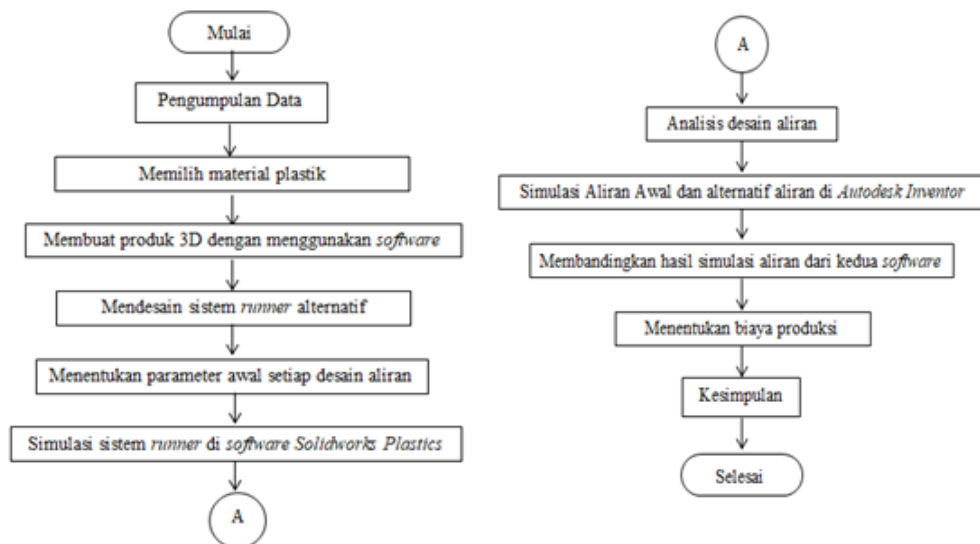 Mulai
Pengumpulan Data
Memilih material plastik
Membuat produk 3D dengan menggunakan software
Mendesain sistem runner alternatif
Menentukan parameter awal setiap desain aliran
Simulasi sistem runner di software Solidworks Plastics
A
A
Analisis desain aliran
Simulasi Aliran Awal dan alternatif aliran di Autodesk Inventor
Membandingkan hasil simulasi aliran dari kedua software
Menentukan biaya produksi
Kesimpulan
Selesai